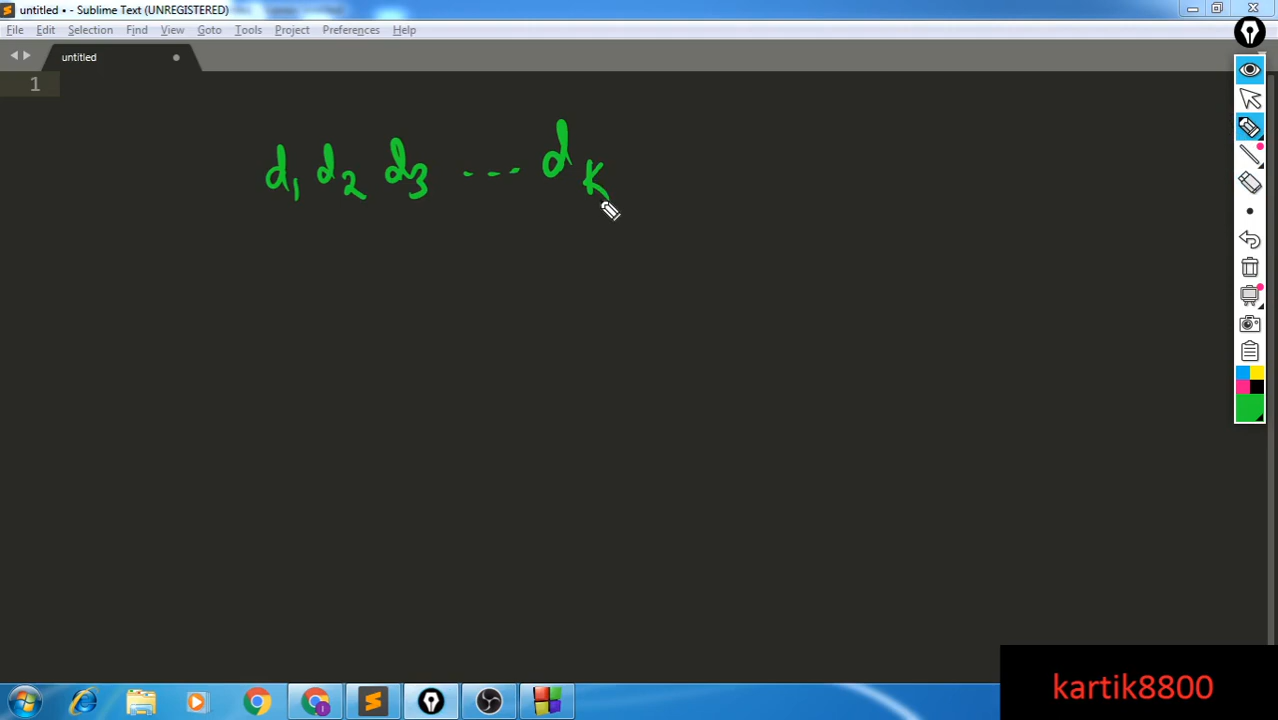 untitled • - Sublime Text (UNREGISTERED)
File Edit Selection Find View Goto Tools Project Preferences Help
untitled
1
d1 d2 d3 --- dK
kartik8800